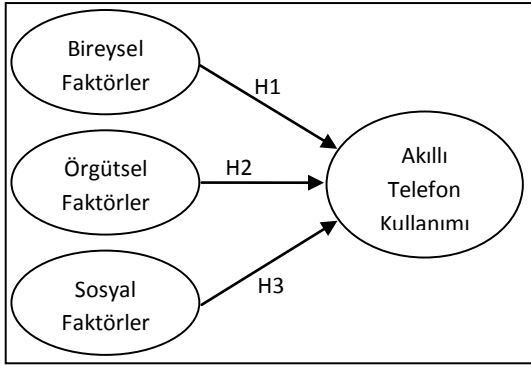 Bireysel
Faktörler
H1
Örgütsel
Faktörler
H2
Akıllı
Telefon
Kullanımı
Sosyal
Faktörler
H3